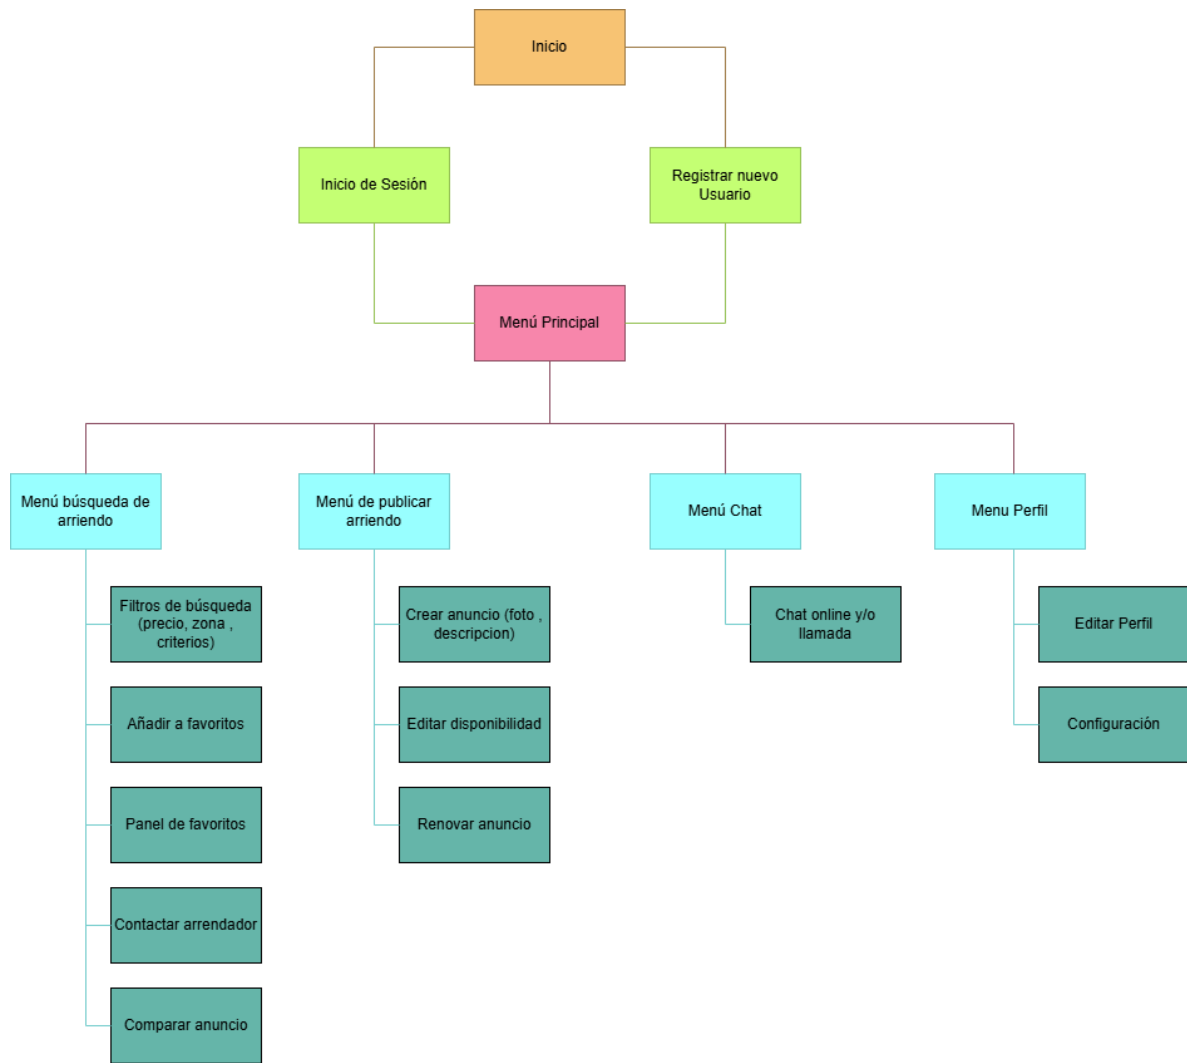 Inicio
Inicio de Sesión
Registrar nuevo
Usuario
Menú Principal
Menú búsqueda de
arriendo
Menú de publicar
arriendo
Menú Chat
Menu Perfil
Filtros de búsqueda
(precio, zona ,
criterios)
Crear anuncio (foto ,
descripcion)
Chat online y/o
llamada
Editar Perfil
Añadir a favoritos
Editar disponibilidad
Configuración
Panel de favoritos
Renovar anuncio
Contactar arrendador
Comparar anuncio